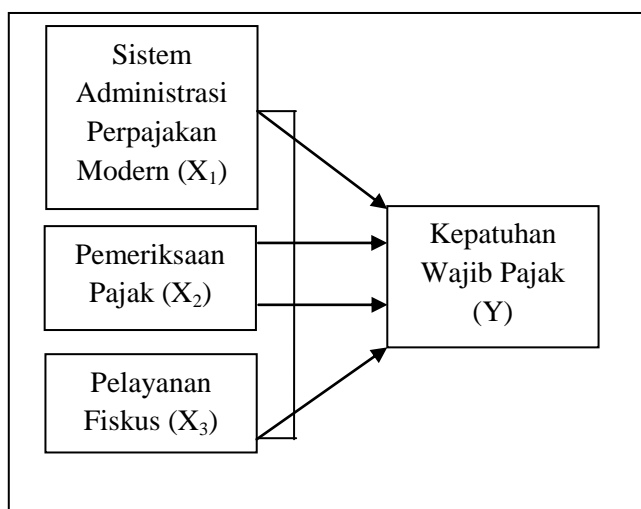 Sistem
Administrasi
Perpajakan
Modern (X₁)
Pemeriksaan
Pajak (X₂)
Pelayanan
Fiskus (X₃)
Kepatuhan
Wajib Pajak
(Y)